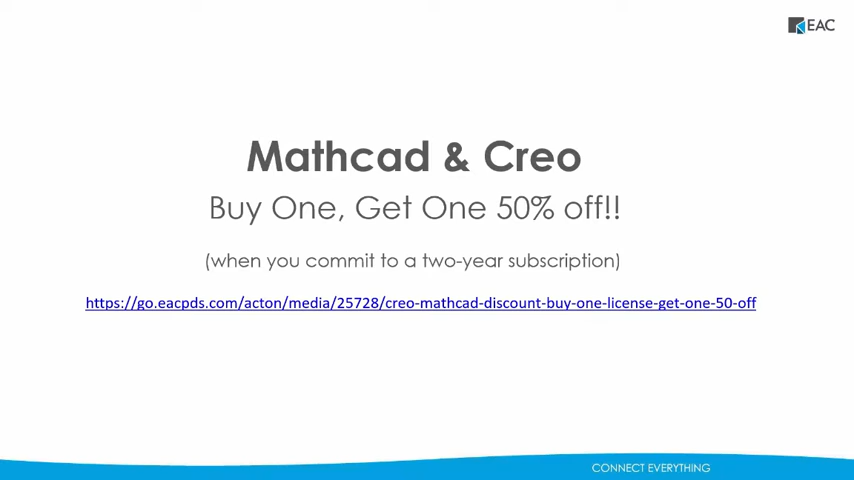 EAC
Mathcad & Creo
Buy One, Get One 50% off!!
(when you commit to a two-year subscription)
https://go.eacpds.com/acton/media/25728/creo-mathcad-discount-buy-one-license-get-one-50-off
CONNECT EVERYTHING